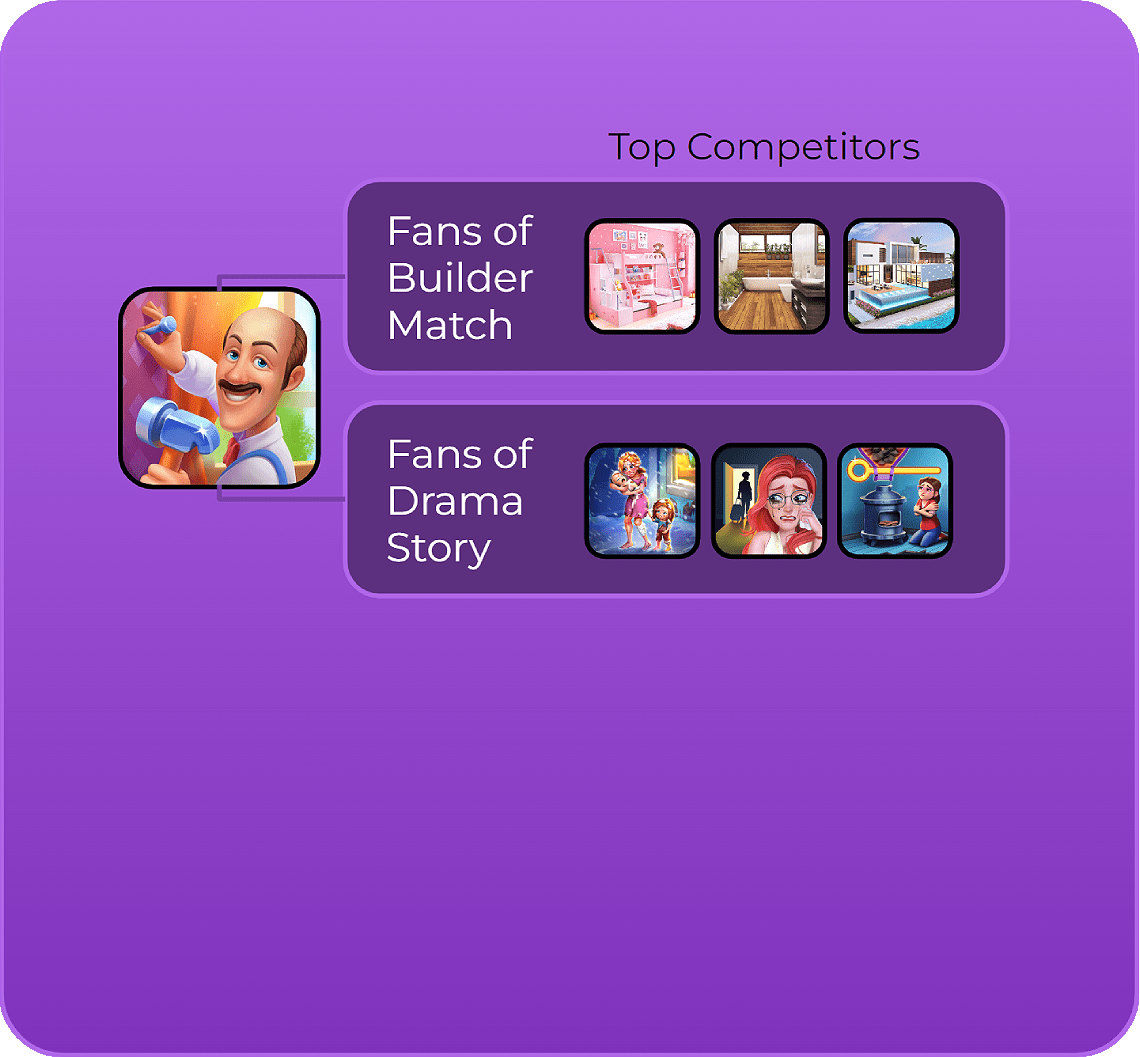 Top Competitors
Fans of
Builder
Match
Fans of
Drama
Story